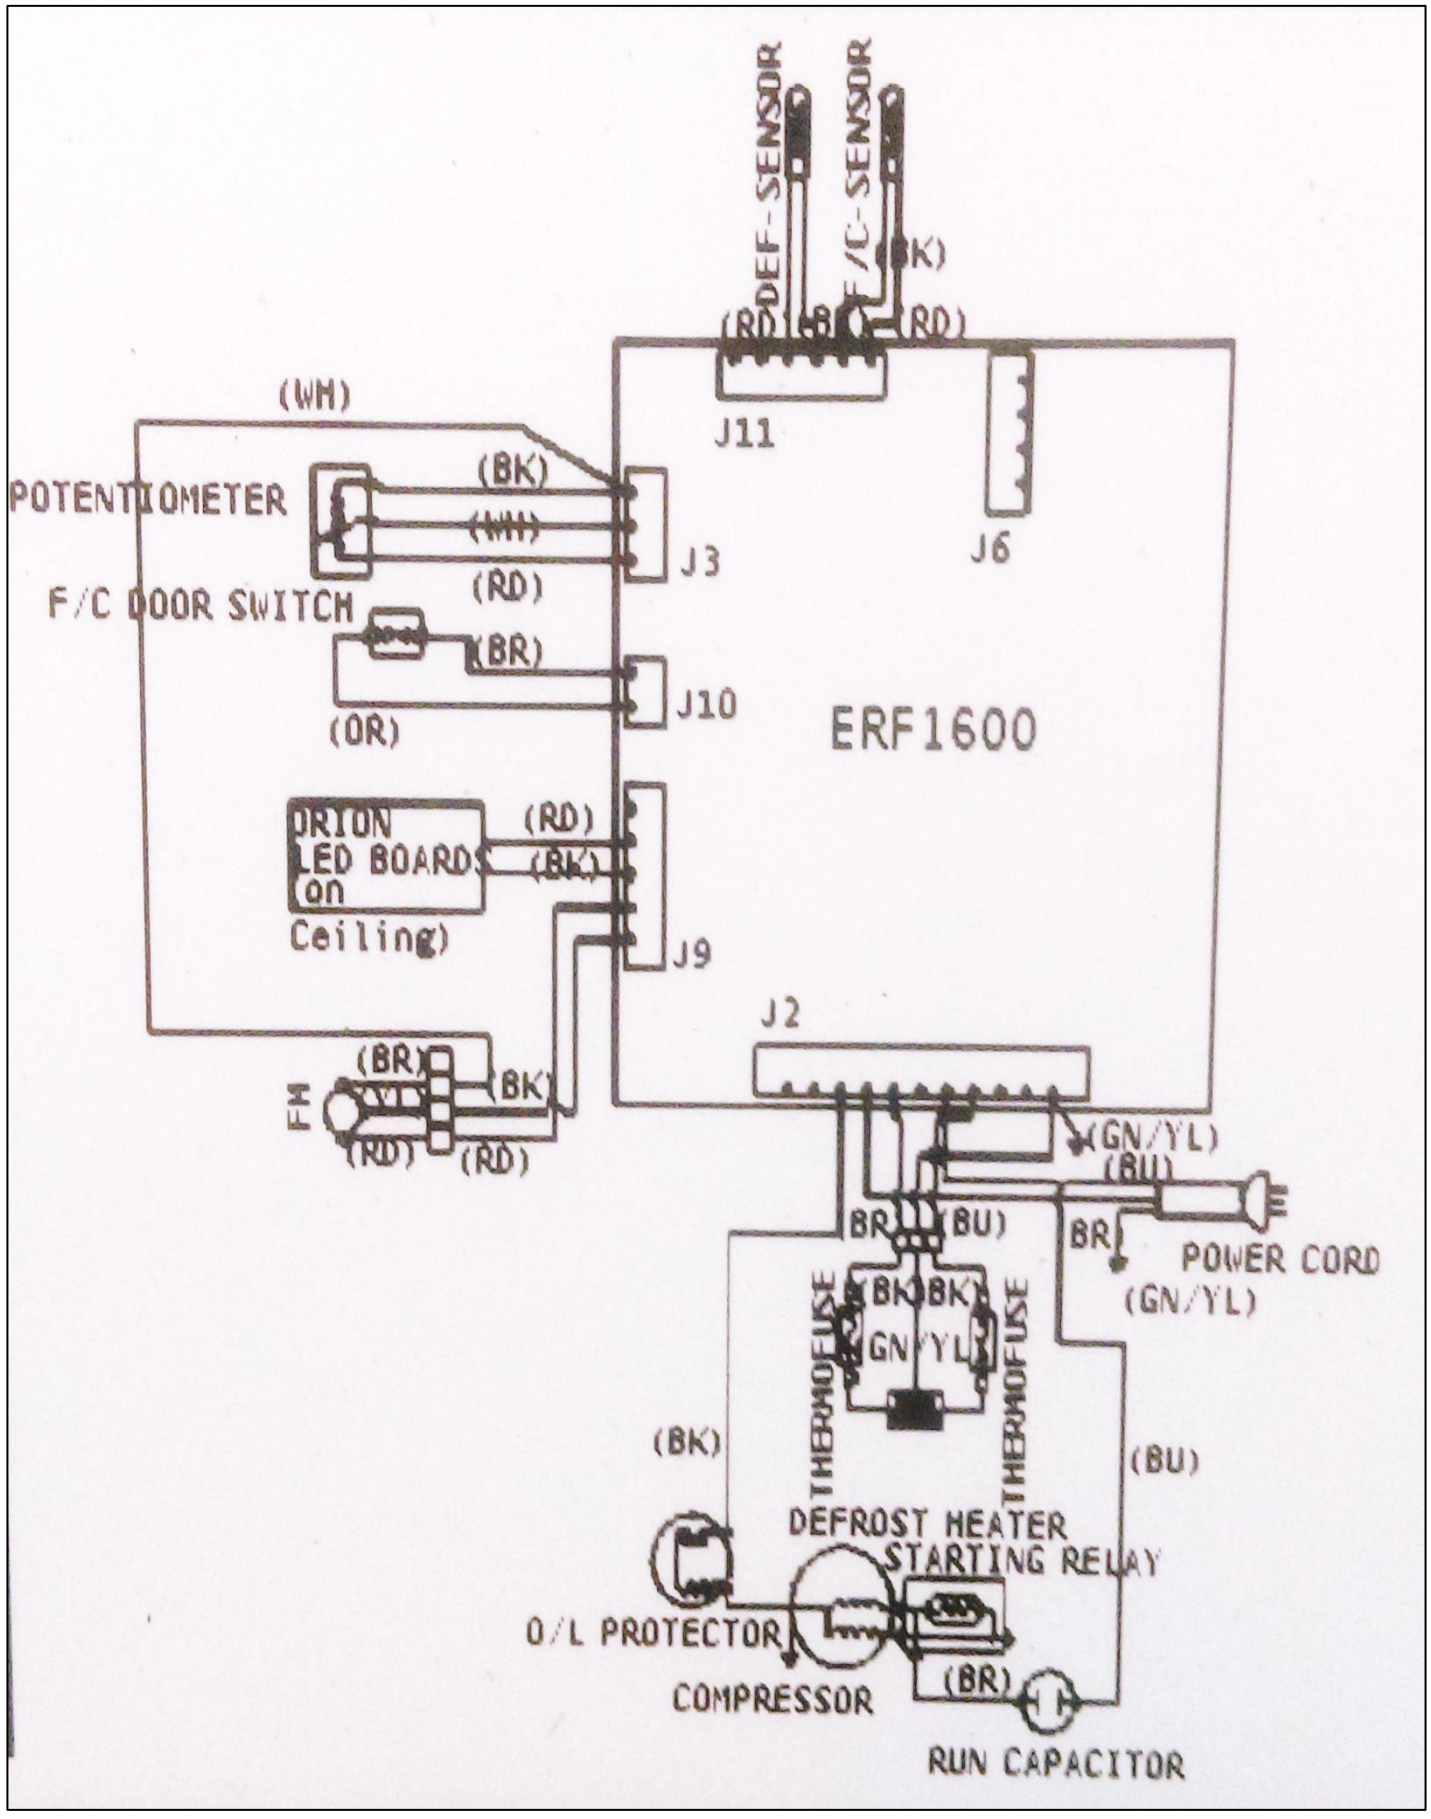 DEF-SENSOR
F/C-SENSOR
K)
(RD
(B
(RD)
(WH)
J11
POTENTIOMETER
(BK)
(WH)
(RD)
J3
J6
F/C DOOR SWITCH
(BR)
(OR)
J10
ERF1600
ORION
LED BOARDS
(on
Ceiling)
(RD)
(BK)
J9
J2
FM
(BR)
(BK)
(RD)
(RD)
(GN/YL)
(BU)
BR
(BU)
BR
POWER CORD
(GN/YL)
THERMOFUSE
(BK
BK)
GN/YL
THERMOFUSE
(BK)
(BU)
DEFROST HEATER
STARTING RELAY
O/L PROTECTOR
COMPRESSOR
(BR)
RUN CAPACITOR